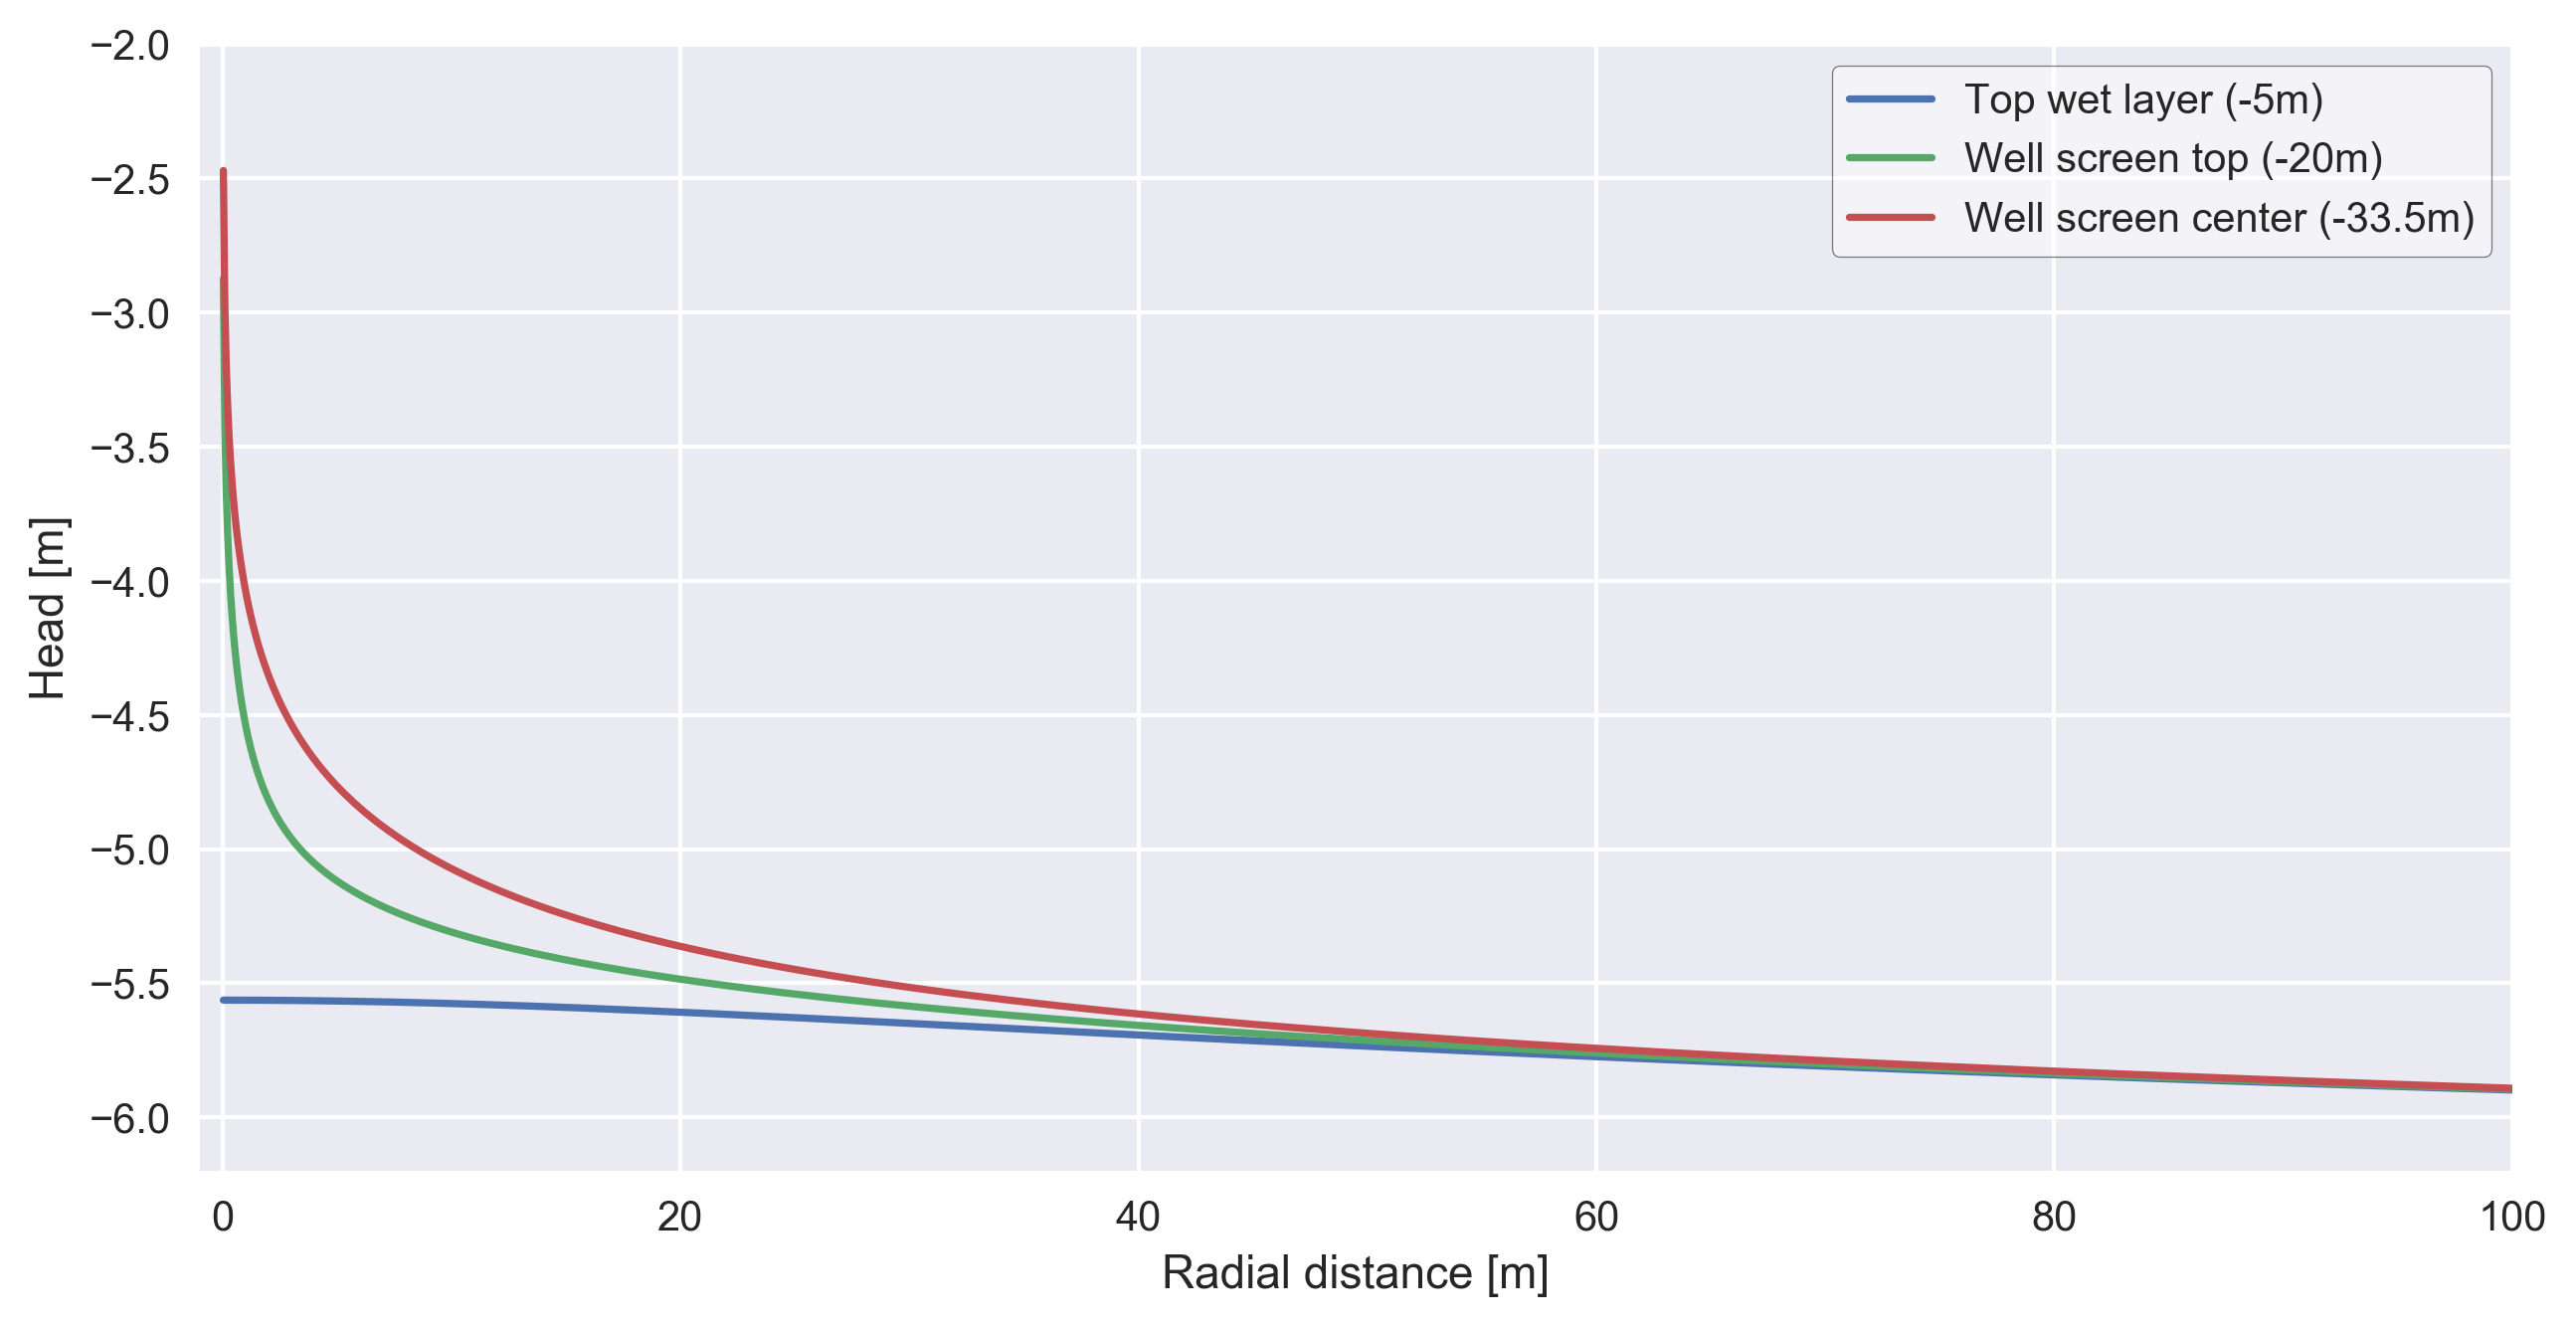 −2.0
−2.5
−3.0
−3.5
−4.0
−4.5
−5.0
−5.5
−6.0
Head [m]
Top wet layer (-5m)
Well screen top (-20m)
Well screen center (-33.5m)
0 20 40 60 80 100
Radial distance [m]